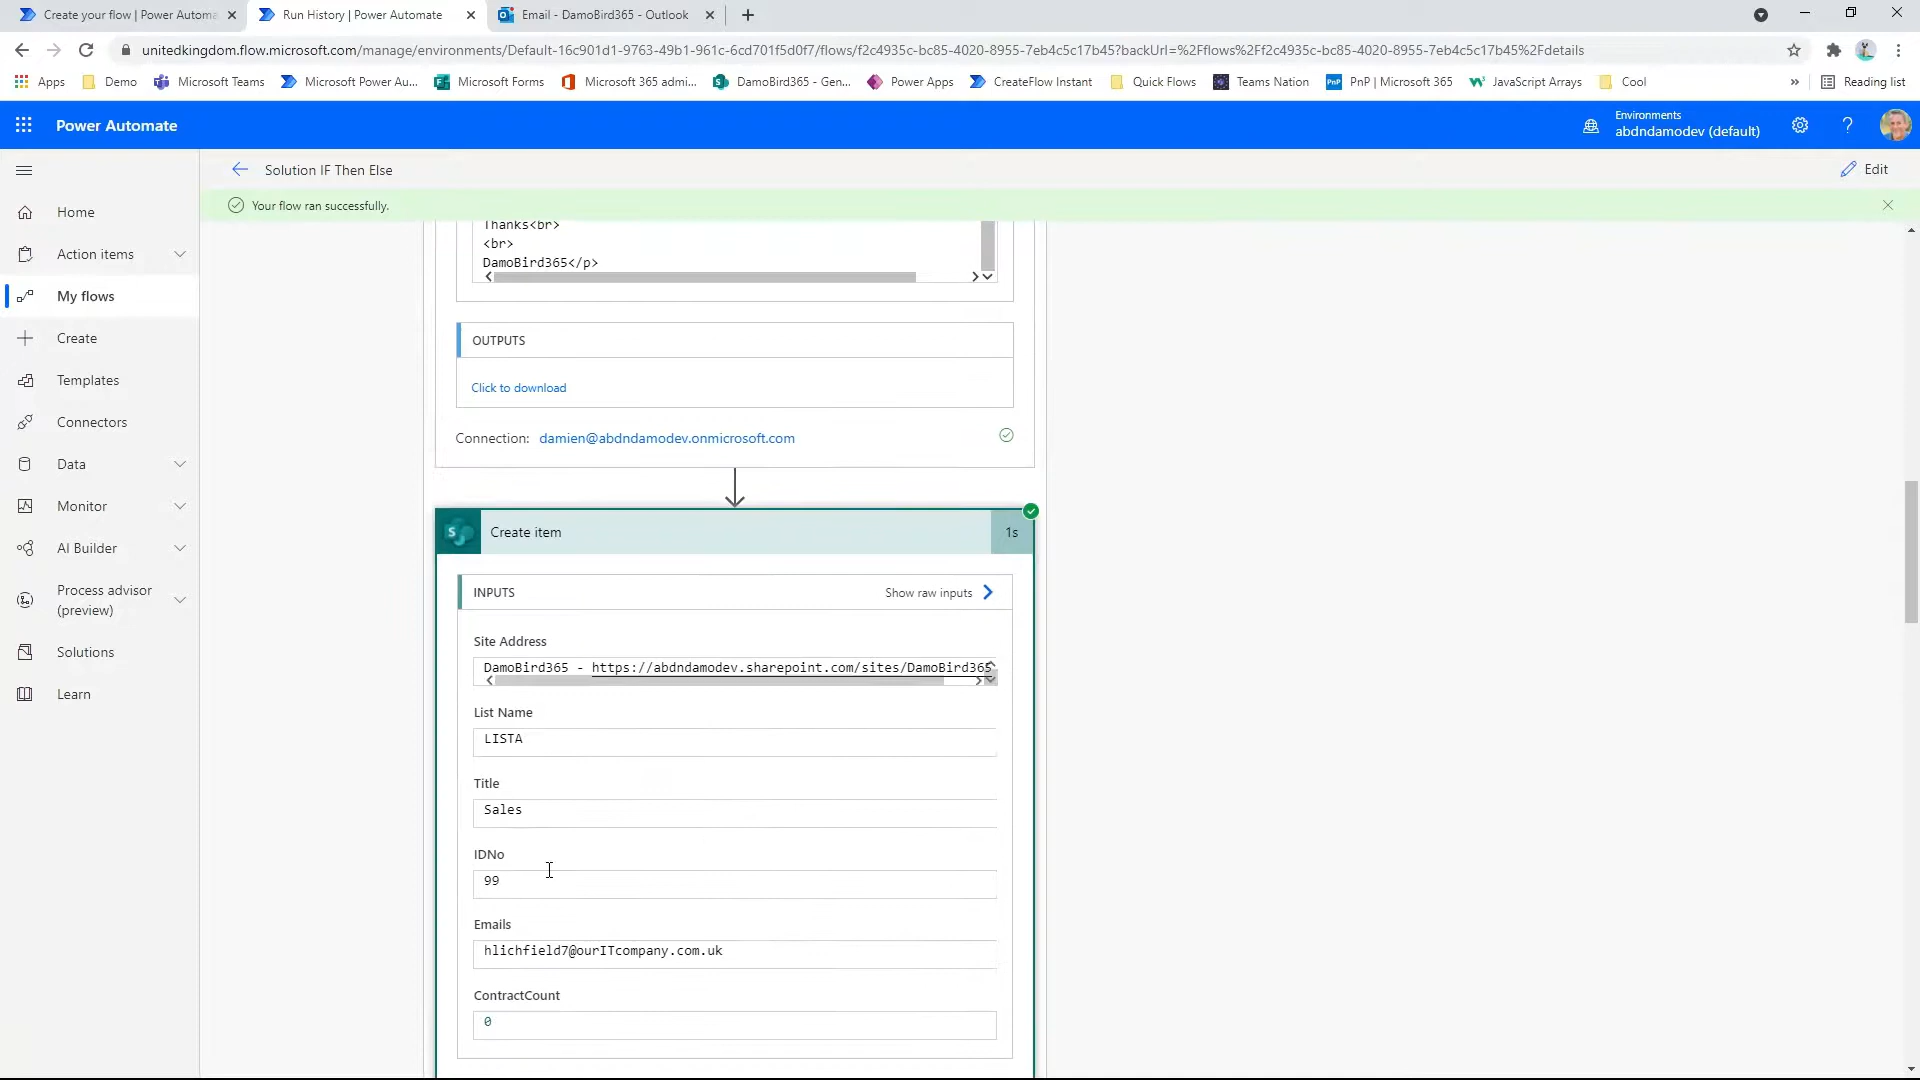 Create your flow | Power Automa
Run History | Power Automate
Email - DamoBird365 - Outlook
unitedkingdom.flow.microsoft.com/manage/environments/Default-16c901d1-9763-49b1-961c-6cd701f5d0f7/flows/f2c4935c-bc85-4020-8955-7eb4c5c17b45?backUrl=%2Fflows%2Ff2c4935c-bc85-4020-8955-7eb4c5c17b45%2Fdetails
Apps
Demo
Microsoft Teams
Microsoft Power Au...
Microsoft Forms
Microsoft 365 admi...
DamoBird365 - Gen...
Power Apps
CreateFlow Instant
Quick Flows
Teams Nation
PnP | Microsoft 365
JavaScript Arrays
Cool
»
Reading list
Power Automate
Environments
abdndamodev (default)
Solution IF Then Else
Edit
Your flow ran successfully.
Home
Action items
My flows
Create
Templates
Connectors
Data
Monitor
AI Builder
Process advisor
(preview)
Solutions
Learn
Thanks<br>
<br>
DamoBird365</p>
OUTPUTS
Click to download
Connection: damien@abdndamodev.onmicrosoft.com
Create item
1s
INPUTS
Show raw inputs
Site Address
DamoBird365 - https://abdndamodev.sharepoint.com/sites/DamoBird365
List Name
LISTA
Title
Sales
IDNo
99
Emails
hlichfield7@ourITcompany.com.uk
ContractCount
0